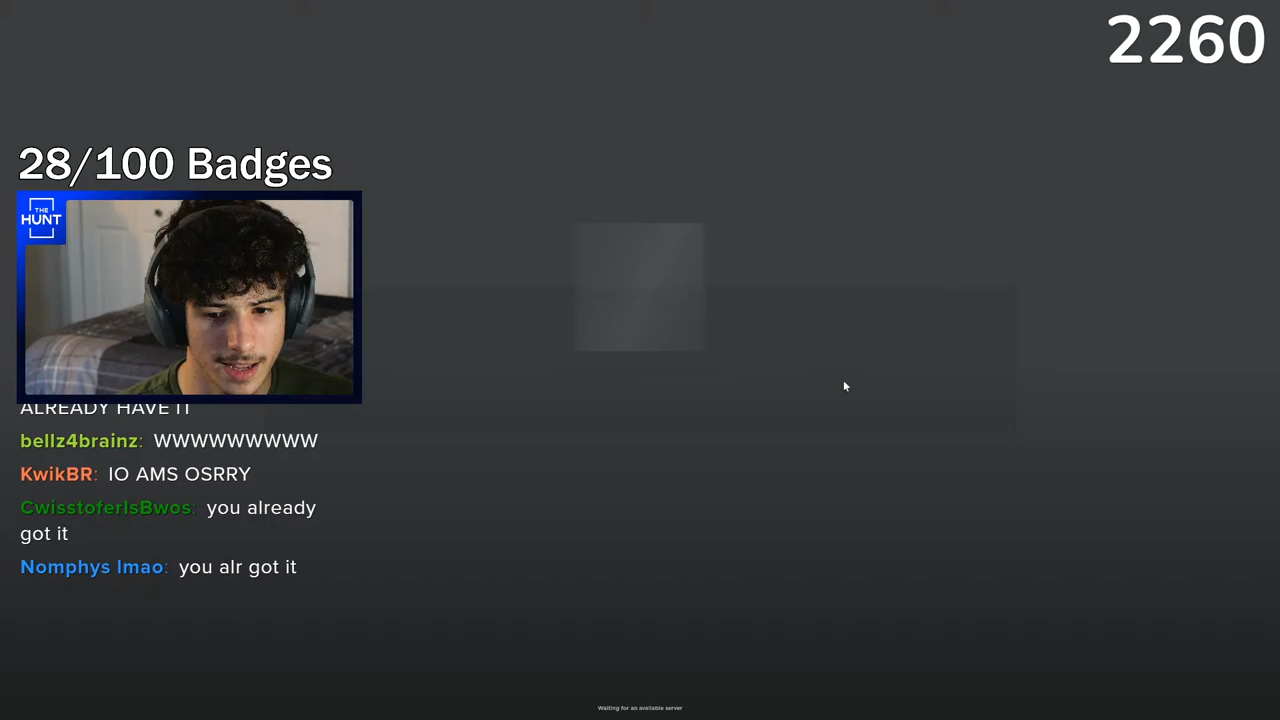 2260
28/100 Badges
THE
HUNT
ALREADY HAVE IT
bellz4brainz: WWWWWWWWW
KwikBR: IO AMS OSRRY
CwisstoferIsBwos: you already
got it
Nomphys lmao: you alr got it
Waiting for an available server